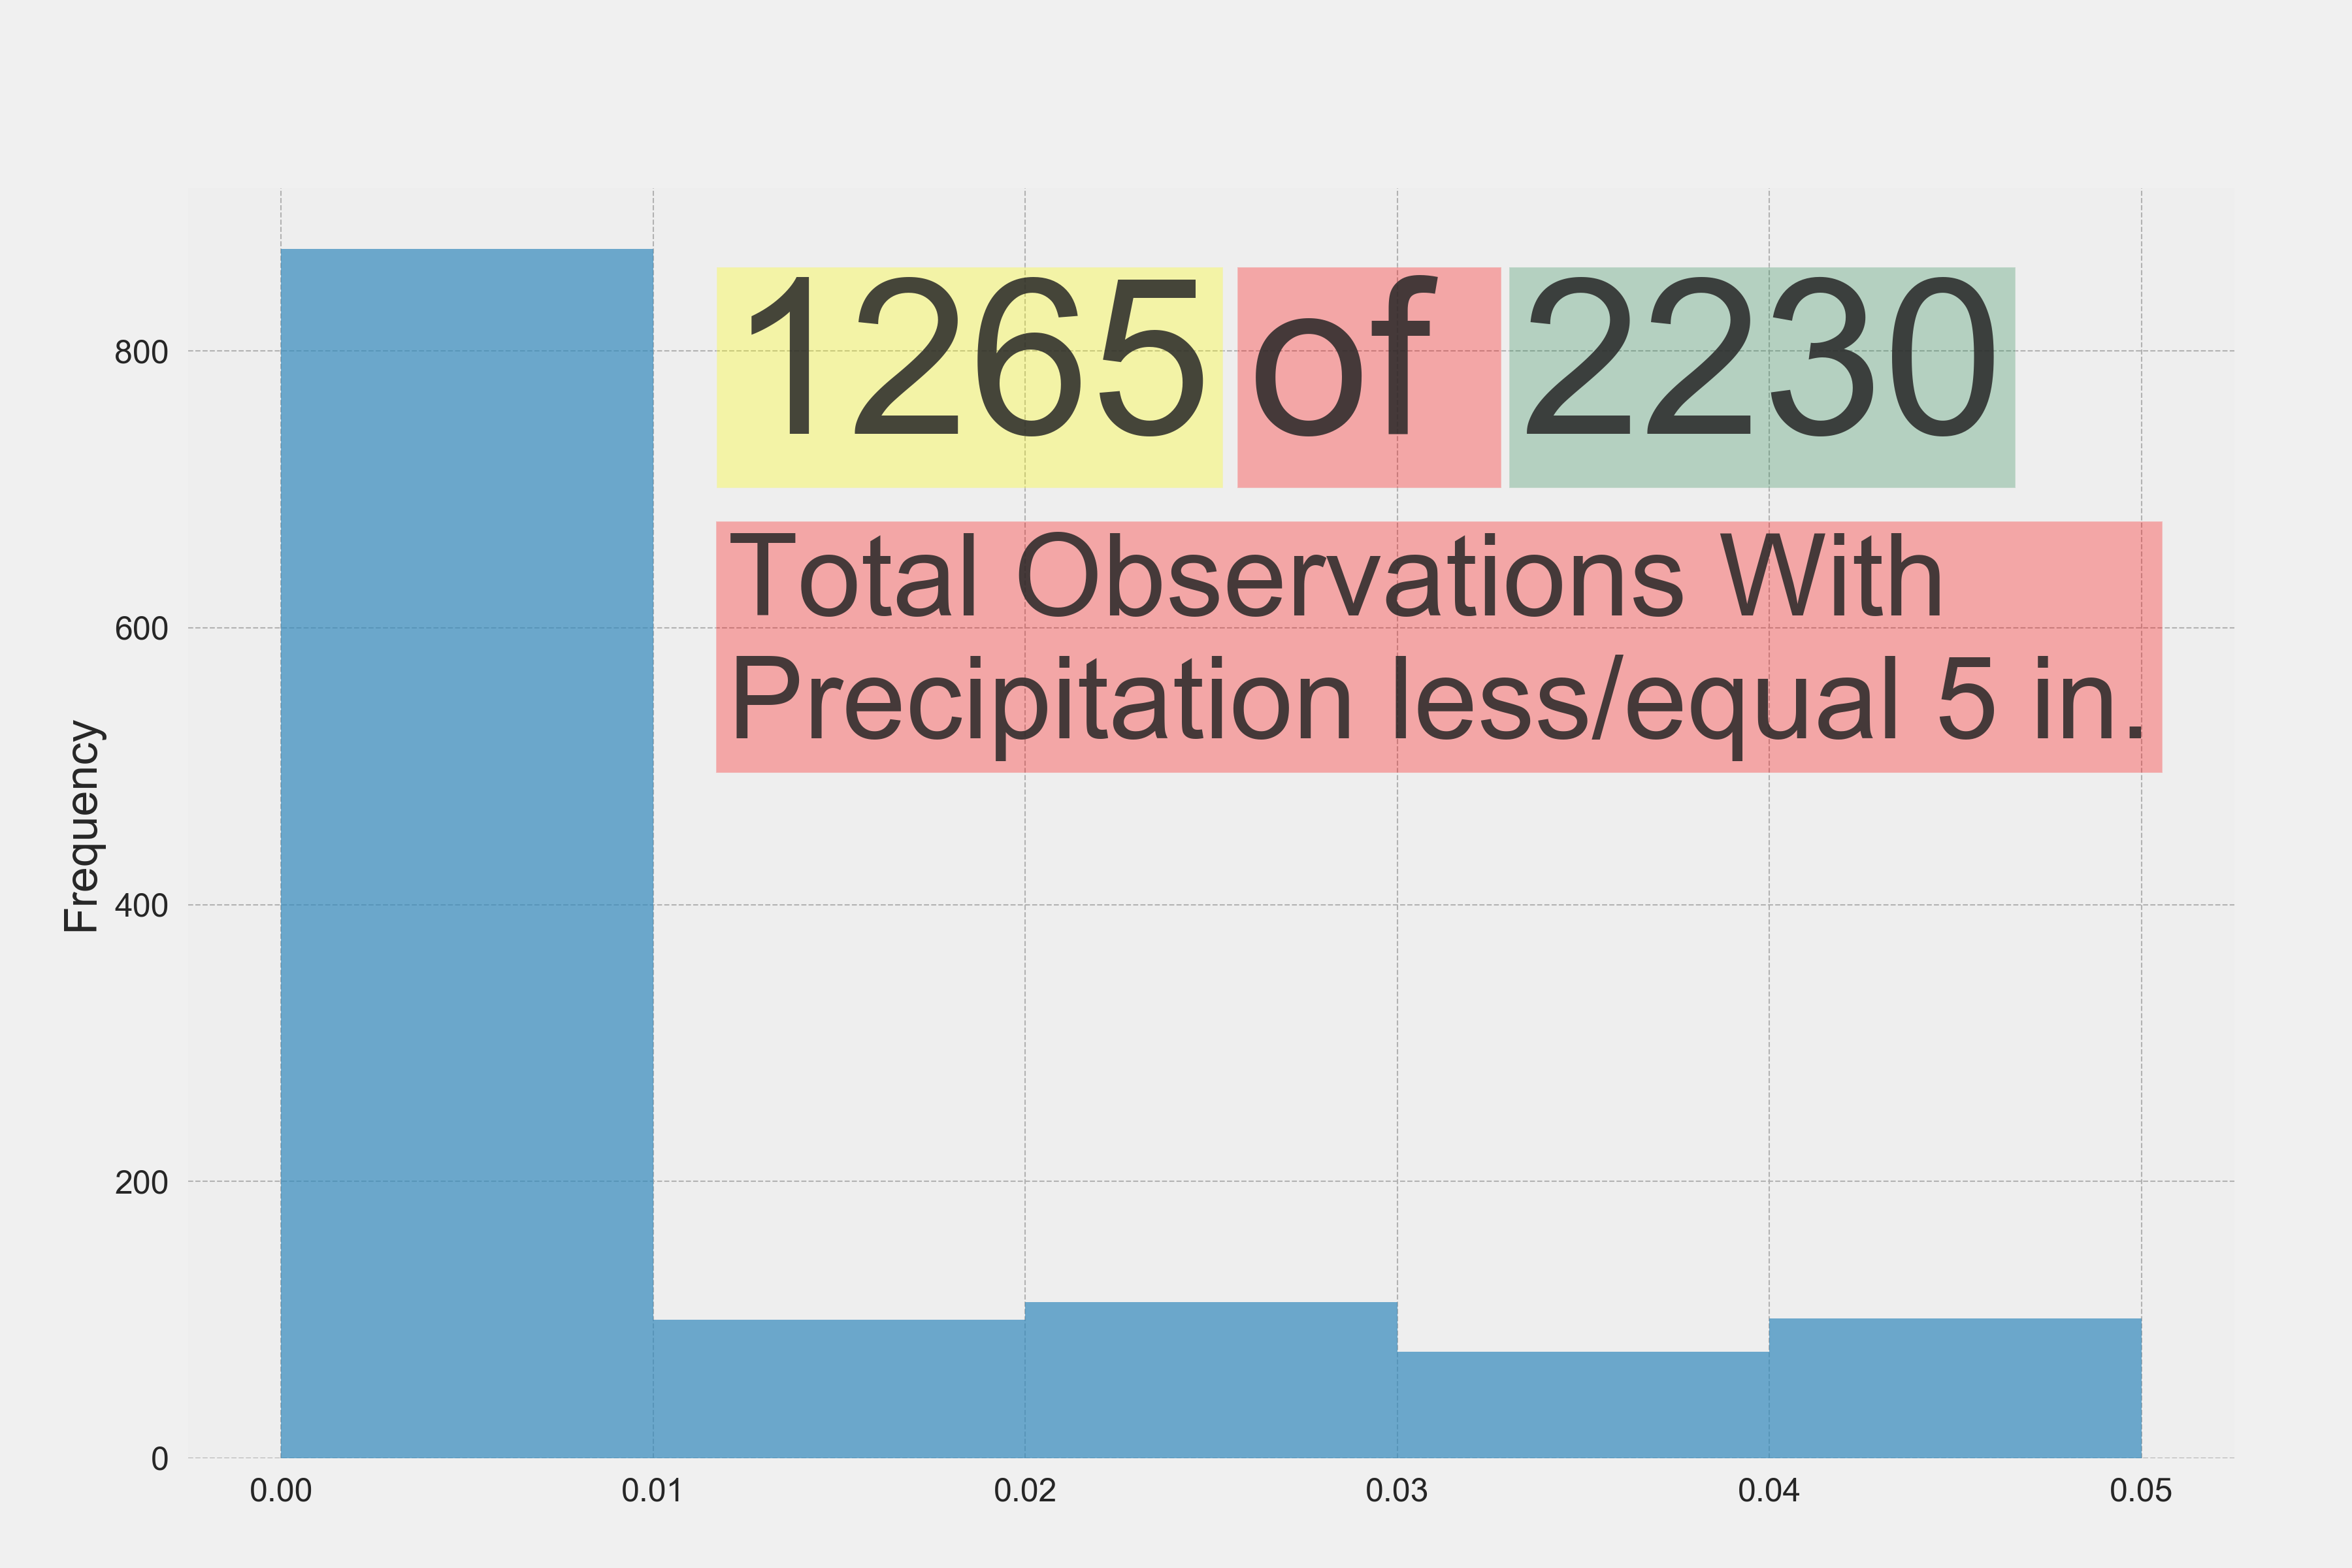 1265 of 2230
Total Observations With
Precipitation less/equal 5 in.
Frequency
800
600
400
200
0
0.00 0.01 0.02 0.03 0.04 0.05